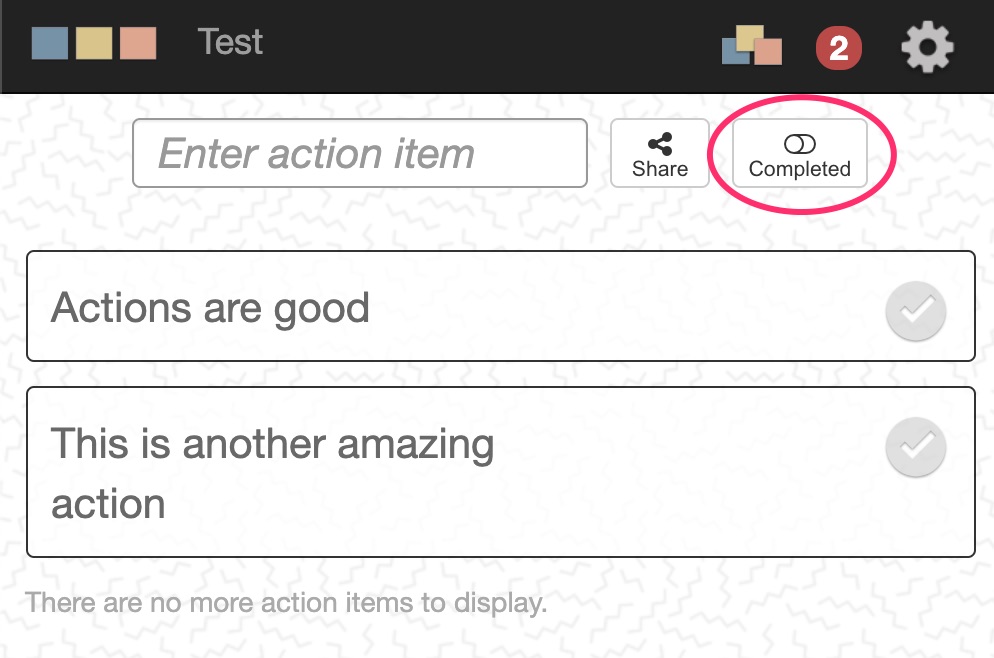 Test
2
Enter action item
Share
Completed
Actions are good
This is another amazing
action
There are no more action items to display.